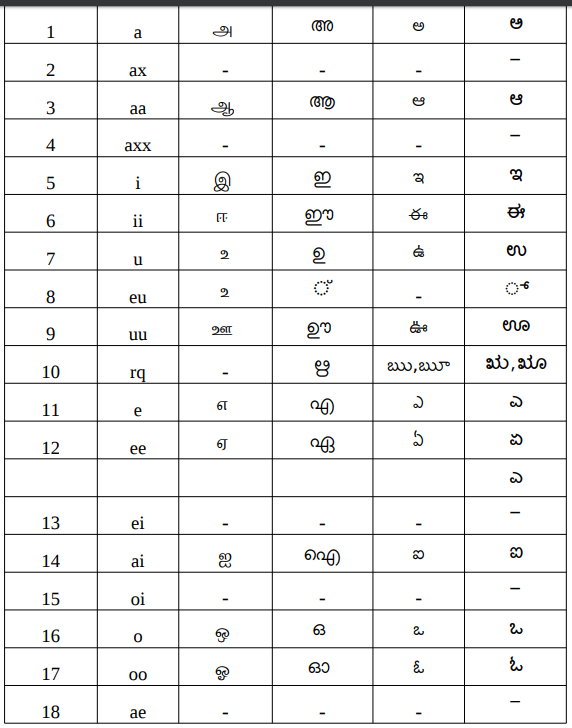 1 a அ അ అ ಅ
2 ax - - - –
3 aa ஆ ആ ఆ ಆ
4 axx - - - –
5 i இ ഇ ఇ ಇ
6 ii ஈ ഈ ఈ ಈ
7 u உ ഉ ఉ ಉ
8 eu உ ് - ್
9 uu ஊ ഊ ఊ ಊ
10 rq - ഋ ఋ,ౠ ಋ,ೠ
11 e எ എ ఎ ಎ
12 ee ஏ ഏ ఏ ಏ
ಎ
13 ei - - - –
14 ai ஐ ഐ ఐ ಐ
15 oi - - - –
16 o ஒ ഒ ఒ ಒ
17 oo ஓ ഓ ఓ ಓ
18 ae - - - –